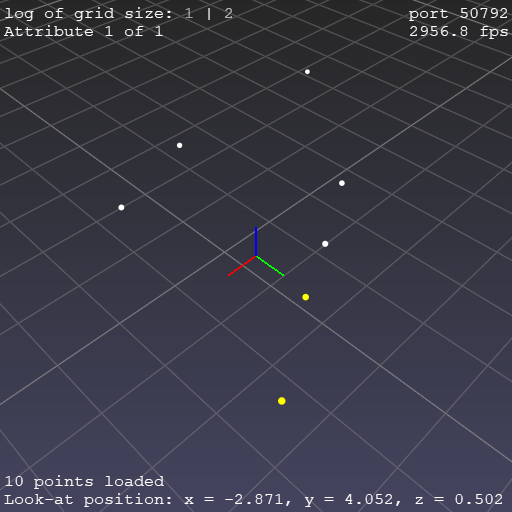 log of grid size: 1 | 2
port 50792
Attribute 1 of 1
2956.8 fps
10 points loaded
Look-at position: x = -2.871, y = 4.052, z = 0.502